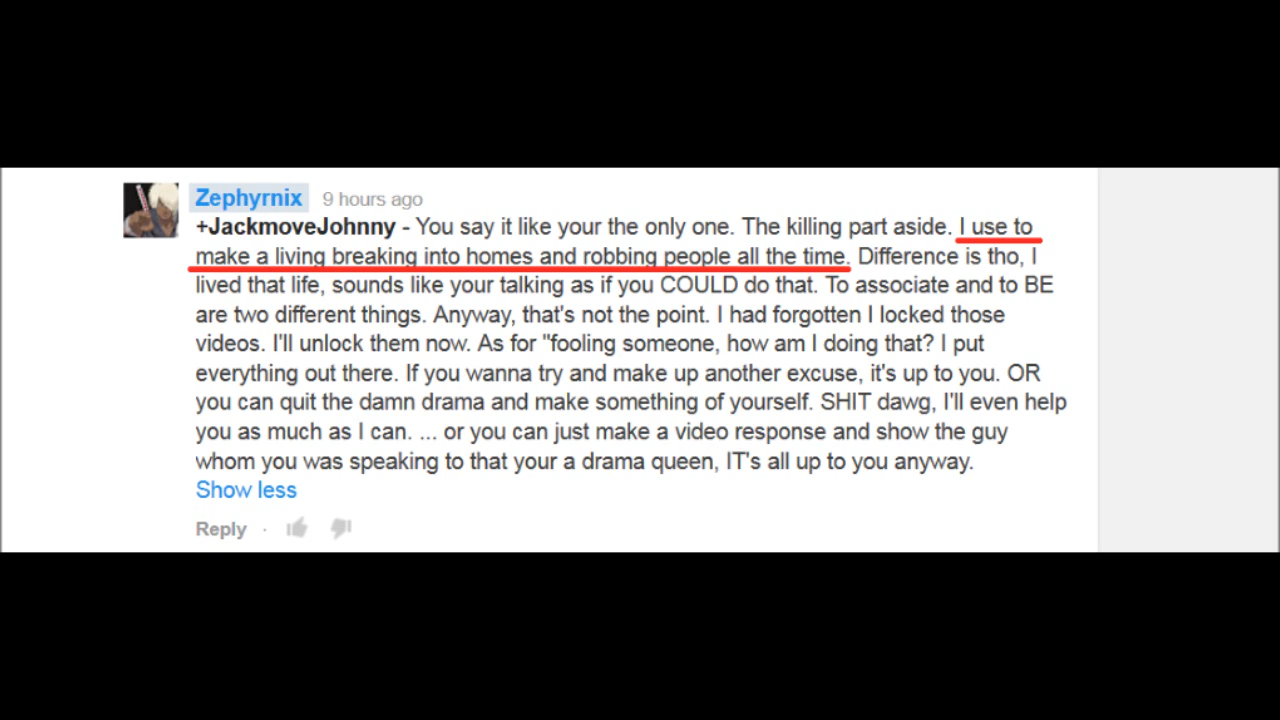 Zephyrnix 9 hours ago
+JackmoveJohnny - You say it like your the only one. The killing part aside. I use to
make a living breaking into homes and robbing people all the time. Difference is tho, I
lived that life, sounds like your talking as if you COULD do that. To associate and to BE
are two different things. Anyway, that's not the point. I had forgotten I locked those
videos. I'll unlock them now. As for "fooling someone, how am I doing that? I put
everything out there. If you wanna try and make up another excuse, it's up to you. OR
you can quit the damn drama and make something of yourself. SHIT dawg, I'll even help
you as much as I can. ... or you can just make a video response and show the guy
whom you was speaking to that your a drama queen, IT's all up to you anyway.
Show less
Reply ·